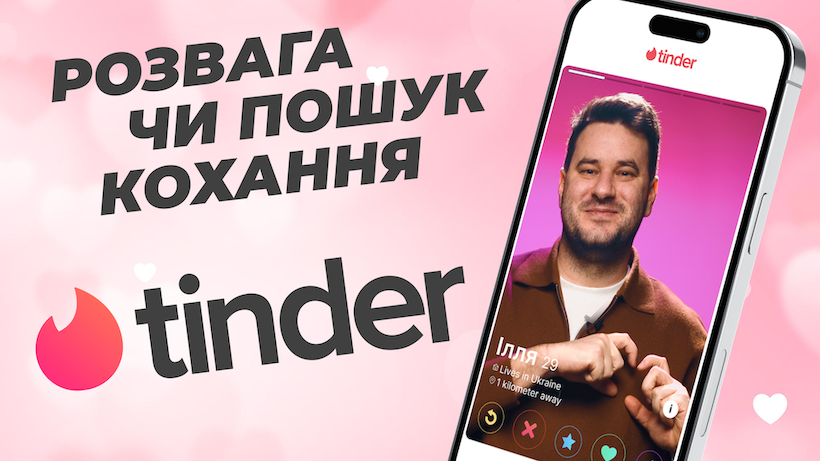 РОЗВАГА
ЧИ ПОШУК
КОХАННЯ
tinder
tinder
Ілля 29
Lives in Ukraine
1 kilometer away
i